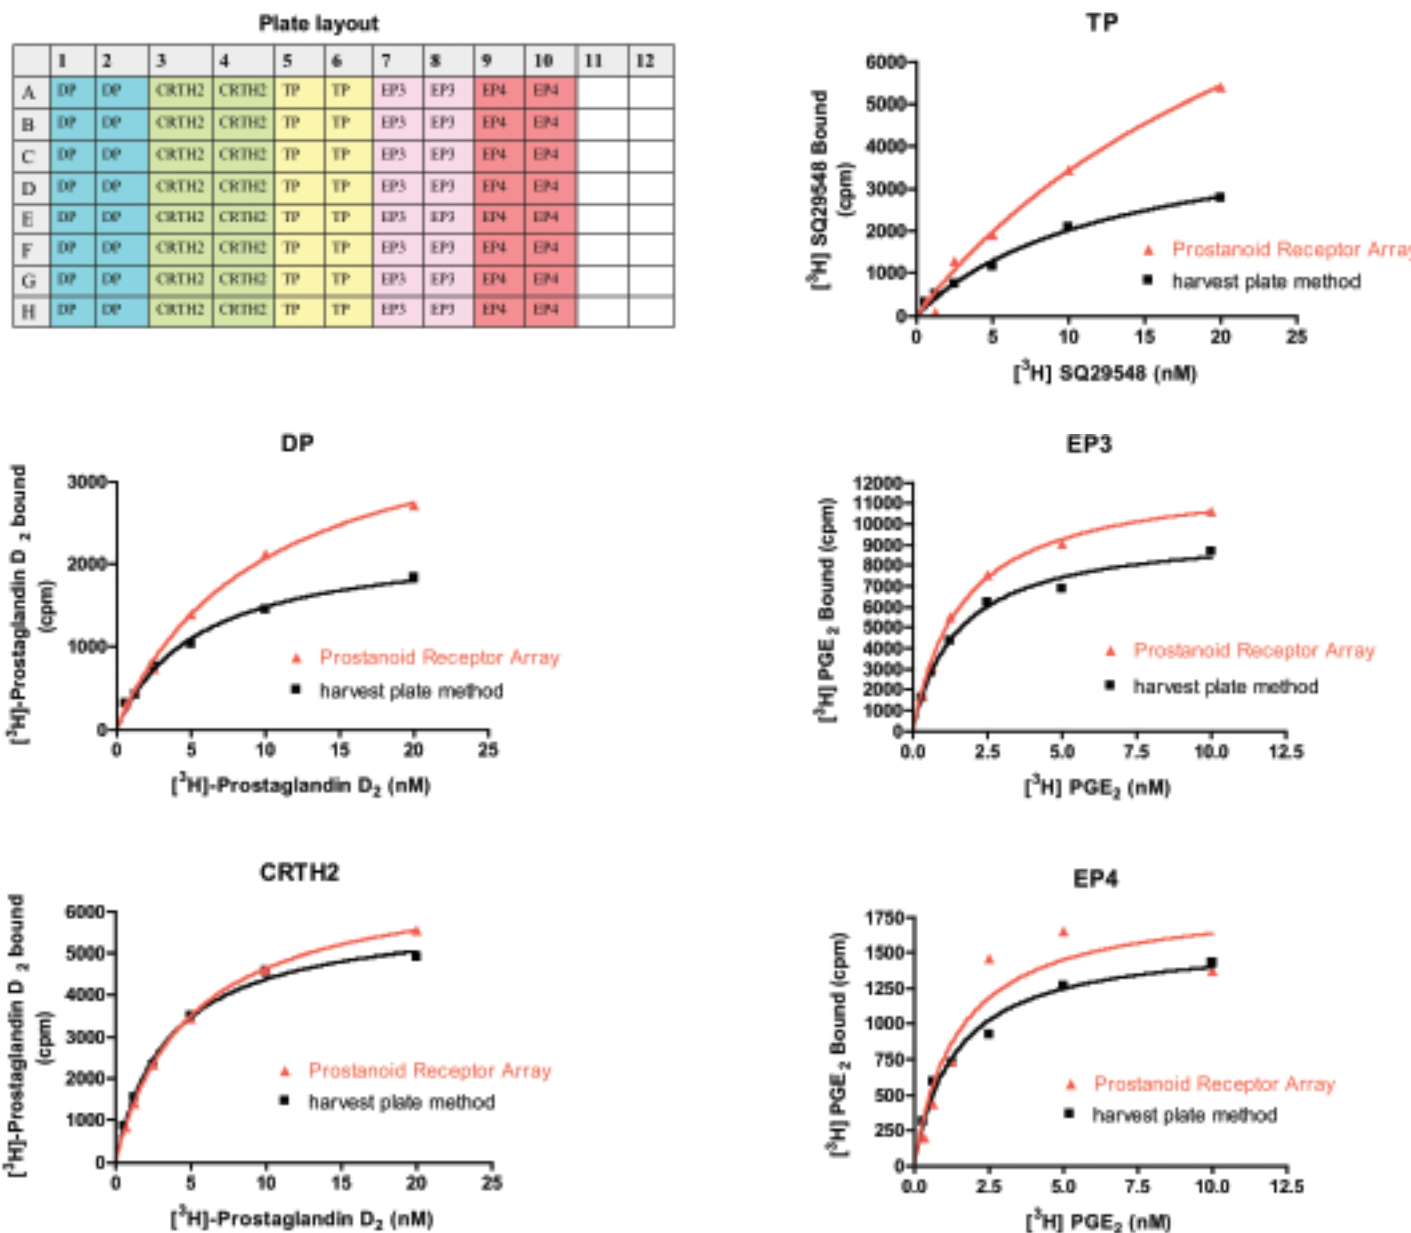 Plate layout
1 2 3 4 5 6 7 8 9 10 11 12
A DP DP CRTH2 CRTH2 TP TP EP3 EP3 EP4 EP4
B DP DP CRTH2 CRTH2 TP TP EP3 EP3 EP4 EP4
C DP DP CRTH2 CRTH2 TP TP EP3 EP3 EP4 EP4
D DP DP CRTH2 CRTH2 TP TP EP3 EP3 EP4 EP4
E DP DP CRTH2 CRTH2 TP TP EP3 EP3 EP4 EP4
F DP DP CRTH2 CRTH2 TP TP EP3 EP3 EP4 EP4
G DP DP CRTH2 CRTH2 TP TP EP3 EP3 EP4 EP4
H DP DP CRTH2 CRTH2 TP TP EP3 EP3 EP4 EP4
TP
[³H] SQ29548 Bound
(cpm)
6000
5000
4000
3000
2000
1000
0
Prostanoid Receptor Array
harvest plate method
0 5 10 15 20 25
[³H] SQ29548 (nM)
DP
[³H]-Prostaglandin D ₂ bound
(cpm)
3000
2000
1000
0
Prostanoid Receptor Array
harvest plate method
0 5 10 15 20 25
[³H]-Prostaglandin D₂ (nM)
EP3
[³H] PGE ₂ Bound (cpm)
12000
11000
10000
9000
8000
7000
6000
5000
4000
3000
2000
1000
0
Prostanoid Receptor Array
harvest plate method
0.0 2.5 5.0 7.5 10.0 12.5
[³H] PGE₂ (nM)
CRTH2
[³H]-Prostaglandin D ₂ bound
(cpm)
6000
5000
4000
3000
2000
1000
0
Prostanoid Receptor Array
harvest plate method
0 5 10 15 20 25
[³H]-Prostaglandin D₂ (nM)
EP4
[³H] PGE ₂ Bound (cpm)
1750
1500
1250
1000
750
500
250
0
Prostanoid Receptor Array
harvest plate method
0.0 2.5 5.0 7.5 10.0 12.5
[³H] PGE₂ (nM)